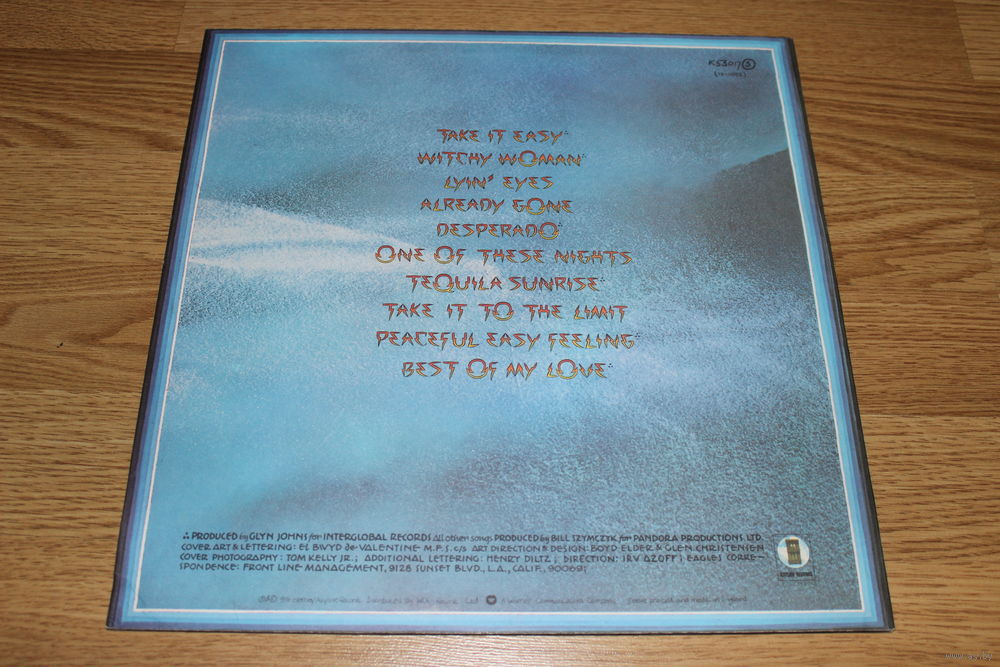 K53017 ③
TAKE IT EASY∴
WITCHY WOMAN∴
LYIN' EYES
ALREADY GONE
DESPERADO∴
ONE OF THESE NIGHTS
TEQUILA SUNRISE∴
TAKE IT TO THE LIMIT
PEACEFUL EASY FEELING∴
BEST OF MY LOVE∴
∴ PRODUCED by GLYN JOHNS for INTERGLOBAL RECORDS All other songs PRODUCED by BILL SZYMCZYK for PANDORA PRODUCTIONS LTD.
COVER ART & LETTERING: EL BWYD de VALENTINE M.F.S. c/s ART DIRECTION & DESIGN: BOYD ELDER & GLEN CHRISTENSEN
COVER PHOTOGRAPHY: TOM KELLY JR.; ADDITIONAL LETTERING: HENRY DILTZ; DIRECTION: IRV AZOFF; EAGLES CORRE-
SPONDENCE: FRONT LINE MANAGEMENT, 9128 SUNSET BLVD., L.A., CALIF., 90069;
A Warner Communications Company